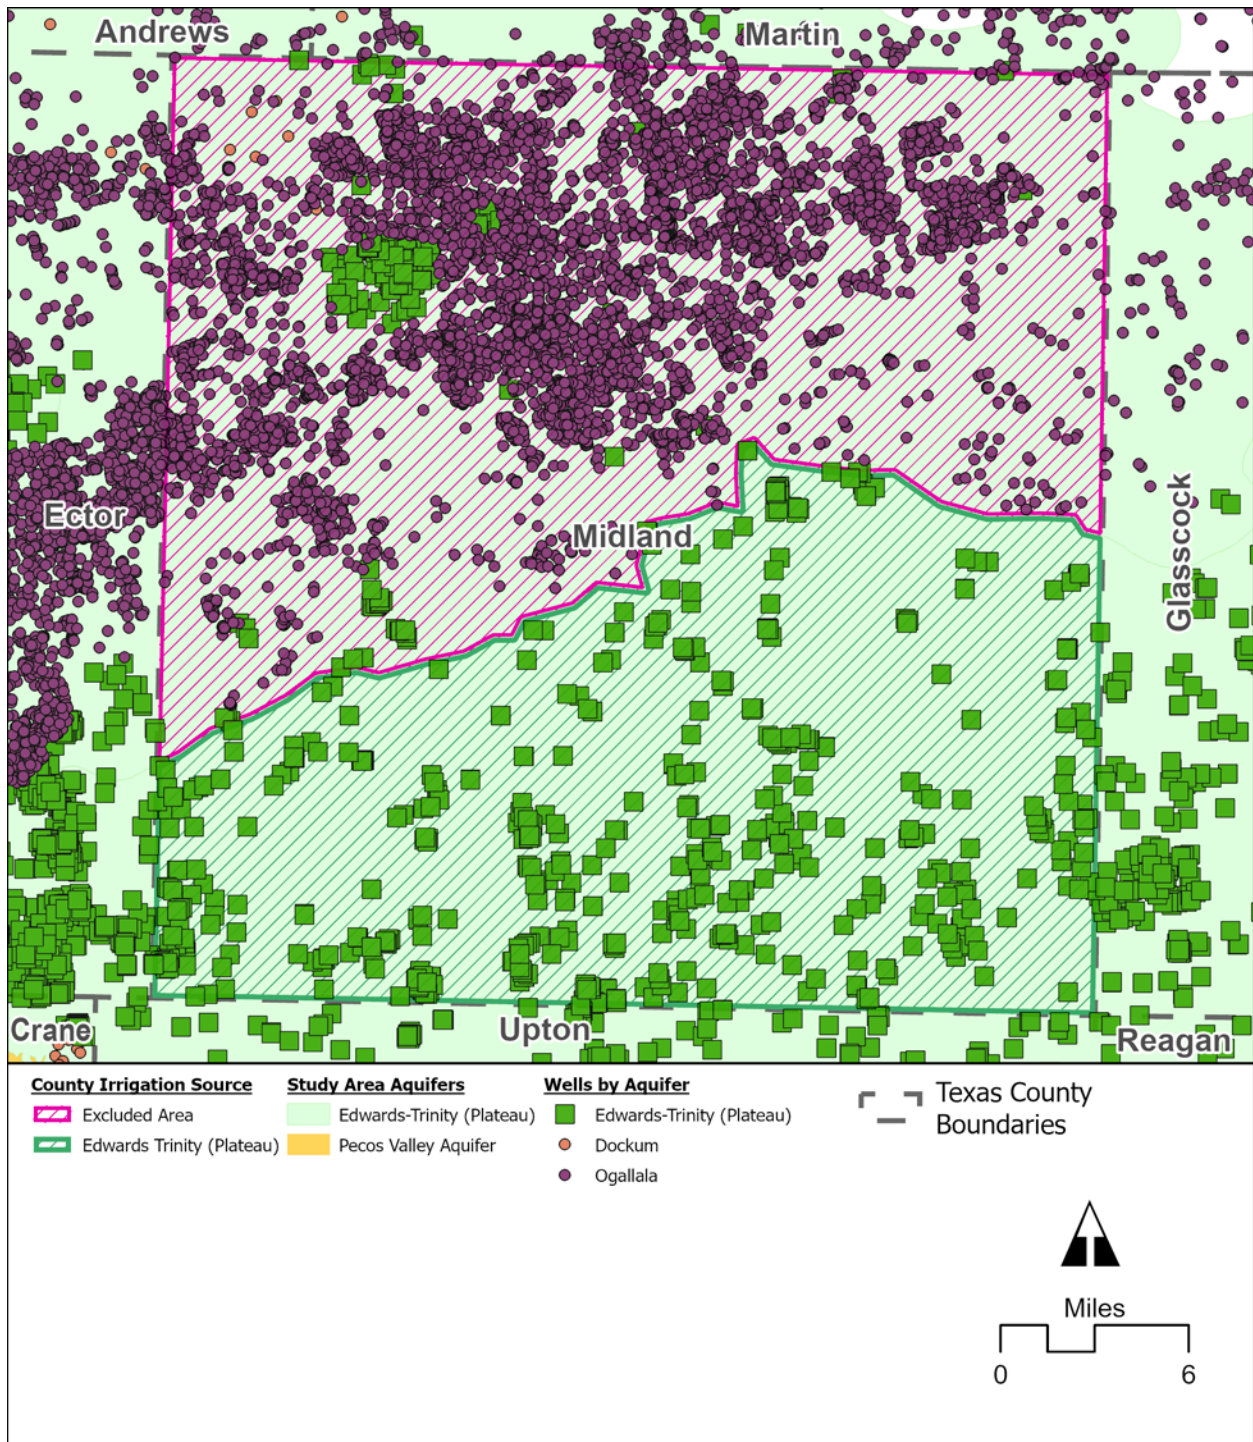 Andrews
Martin
Ector
Midland
Glasscock
Crane
Upton
Reagan
County Irrigation Source
Excluded Area
Edwards Trinity (Plateau)
Study Area Aquifers
Edwards-Trinity (Plateau)
Pecos Valley Aquifer
Wells by Aquifer
Edwards-Trinity (Plateau)
Dockum
Ogallala
Texas County
Boundaries
Miles
0 6